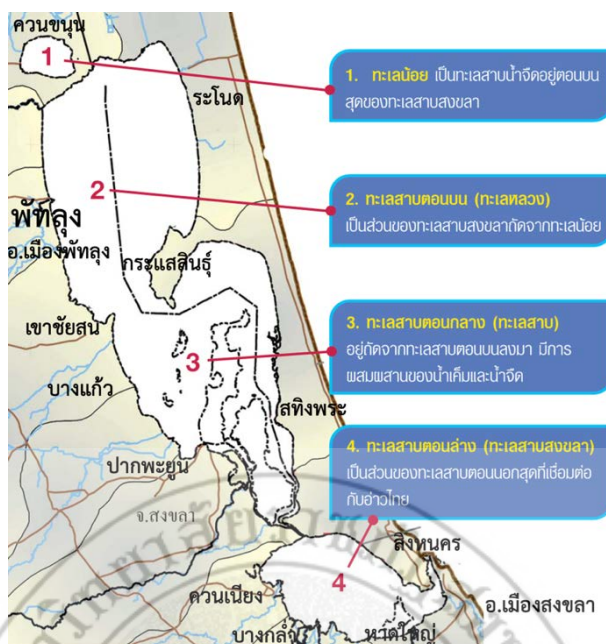 ควนขนุน
1
ระโนด
2
พัทลุง
อ.เมืองพัทลุง
กระแสสินธุ์
เขาชัยสน
3
บางแก้ว
สทิงพระ
ปากพะยูน
จ.สงขลา
สิงหนคร
4
ควนเนียง
อ.เมืองสงขลา
บางกล่ำ
หาดใหญ่
1. ทะเลน้อย เป็นทะเลสาบน้ำจืดอยู่ตอนบน
สุดของทะเลสาบสงขลา
2. ทะเลสาบตอนบน (ทะเลหลวง)
เป็นส่วนของทะเลสาบสงขลาถัดจากทะเลน้อย
3. ทะเลสาบตอนกลาง (ทะเลสาบ)
อยู่ถัดจากทะเลสาบตอนบนลงมา มีการ
ผสมผสานของน้ำเค็มและน้ำจืด
4. ทะเลสาบตอนล่าง (ทะเลสาบสงขลา)
เป็นส่วนของทะเลสาบตอนนอกสุดที่เชื่อมต่อ
กับอ่าวไทย